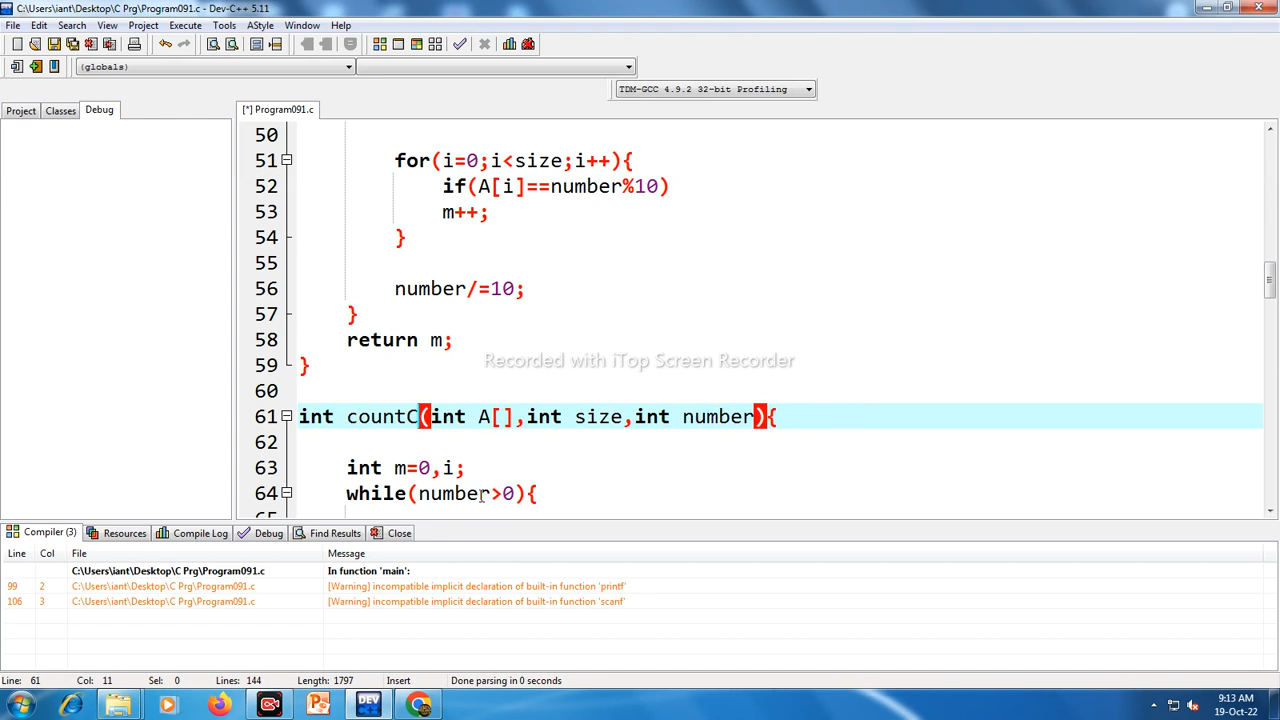 C:\Users\iant\Desktop\C Prg\Program091.c - Dev-C++ 5.11
File Edit Search View Project Execute Tools AStyle Window Help
(globals)
TDM-GCC 4.9.2 32-bit Profiling
Project Classes Debug
[*] Program091.c
50
51 for(i=0;i<size;i++){
52 if(A[i]==number%10)
53 m++;
54 }
55
56 number/=10;
57 }
58 return m;
Recorded with iTop Screen Recorder
59 }
60
61 int countC(int A[],int size,int number){
62
63 int m=0,i;
64 while(number>0){
Compiler (3) Resources Compile Log Debug Find Results Close
Line Col File Message
C:\Users\iant\Desktop\C Prg\Program091.c In function 'main':
99 2 C:\Users\iant\Desktop\C Prg\Program091.c [Warning] incompatible implicit declaration of built-in function 'printf'
106 3 C:\Users\iant\Desktop\C Prg\Program091.c [Warning] incompatible implicit declaration of built-in function 'scanf'
Line: 61 Col: 11 Sel: 0 Lines: 144 Length: 1797 Insert Done parsing in 0 seconds
DEV
9:13 AM
19-Oct-22